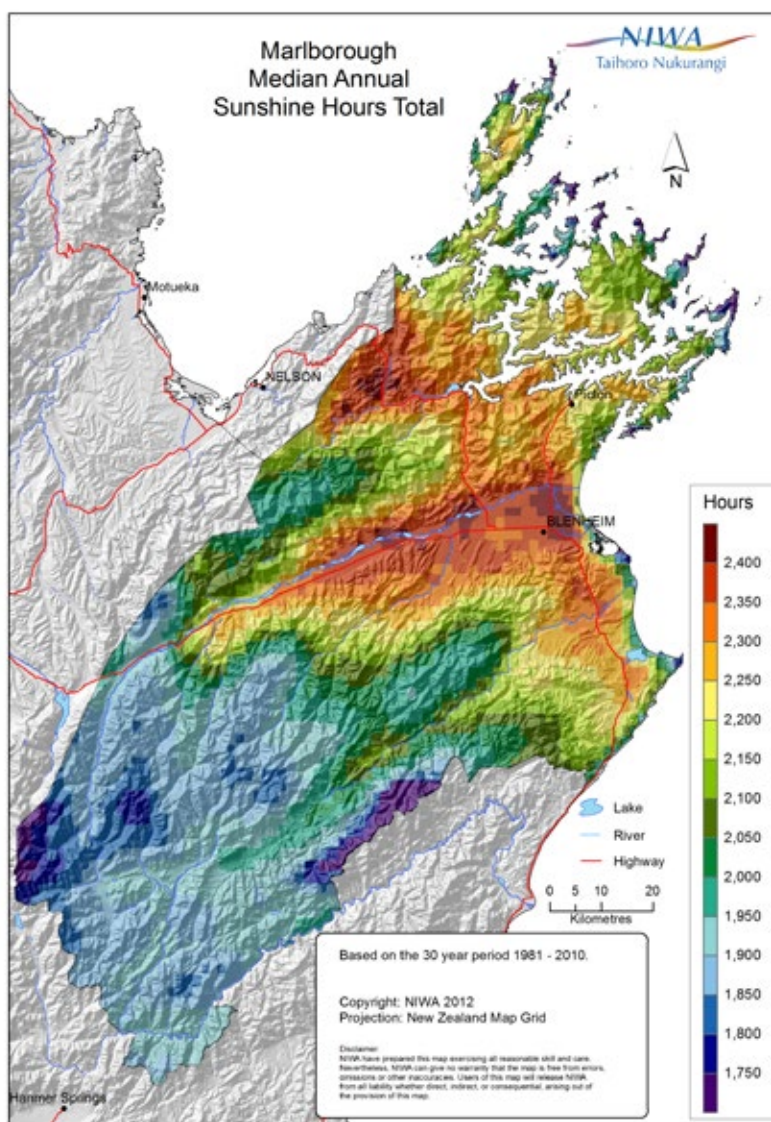 Marlborough
Median Annual
Sunshine Hours Total
NIWA
Taihoro Nukurangi
N
Motueka
NELSON
Picton
BLENHEIM
Hours
2,400
2,350
2,300
2,250
2,200
2,150
2,100
2,050
2,000
1,950
1,900
1,850
1,800
1,750
Lake
River
Highway
0 5 10 20
Kilometres
Based on the 30 year period 1981 - 2010.
Copyright: NIWA 2012
Projection: New Zealand Map Grid
Disclaimer:
NIWA have prepared this map exercising all reasonable skill and care.
Nevertheless, NIWA can give no warranty that the map is free from errors,
omissions or other inaccuracies. Users of this map will release NIWA
from all liability whether direct, indirect, or consequential, arising out of
the provision of this map.
Hanmer Springs